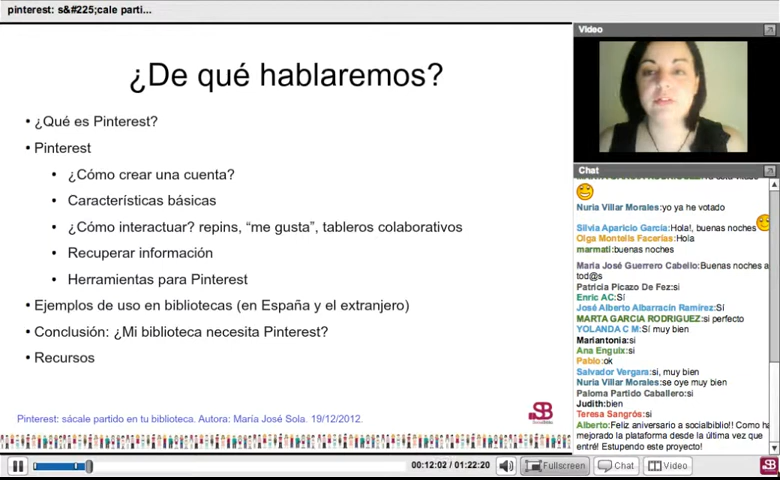 pinterest: s&#225;cale parti...
¿De qué hablaremos?
• ¿Qué es Pinterest?
• Pinterest
• ¿Cómo crear una cuenta?
• Características básicas
• ¿Cómo interactuar? repins, “me gusta”, tableros colaborativos
• Recuperar información
• Herramientas para Pinterest
• Ejemplos de uso en bibliotecas (en España y el extranjero)
• Conclusión: ¿Mi biblioteca necesita Pinterest?
• Recursos
Pinterest: sácale partido en tu biblioteca. Autora: María José Sola. 19/12/2012.
SB
Video
Chat
Nuria Villar Morales:yo ya he votado
Silvia Aparicio García:Hola!, buenas noches
Olga Montells Facerías:Hola
marmati:buenas noches
María José Guerrero Cabello:Buenas noches a
tod@s
Patricia Picazo De Fez:si
Enric AC:SÍ
José Alberto Albarracín Ramírez:SÍ
MARTA GARCIA RODRIGUEZ:si perfecto
YOLANDA C M:Sí muy bien
Mariantonia:si
Ana Enguix:si
Pablo:ok
Salvador Vergara:si, muy bien
Nuria Villar Morales:se oye muy bien
Paloma Partido Caballero:si
Judith:bien
Teresa Sangrós:si
Alberto:Feliz aniversario a socialbiblio!! Como ha
mejorado la plataforma desde la última vez que
entré! Estupendo este proyecto!
00:12:02 / 01:22:20
Fullscreen
Chat
Video
SB